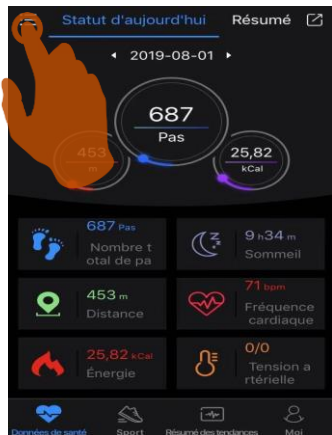 Statut d'aujourd'hui Résumé
2019-08-01
687
Pas
453
m
25,82
kCal
687 Pas
Nombre t
otal de pa
9 h34 m
Sommeil
453 m
Distance
71 bpm
Fréquence
cardiaque
25,82 kCal
Énergie
0/0
Tension a
rtérielle
Données de santé Sport Résumé des tendances Moi